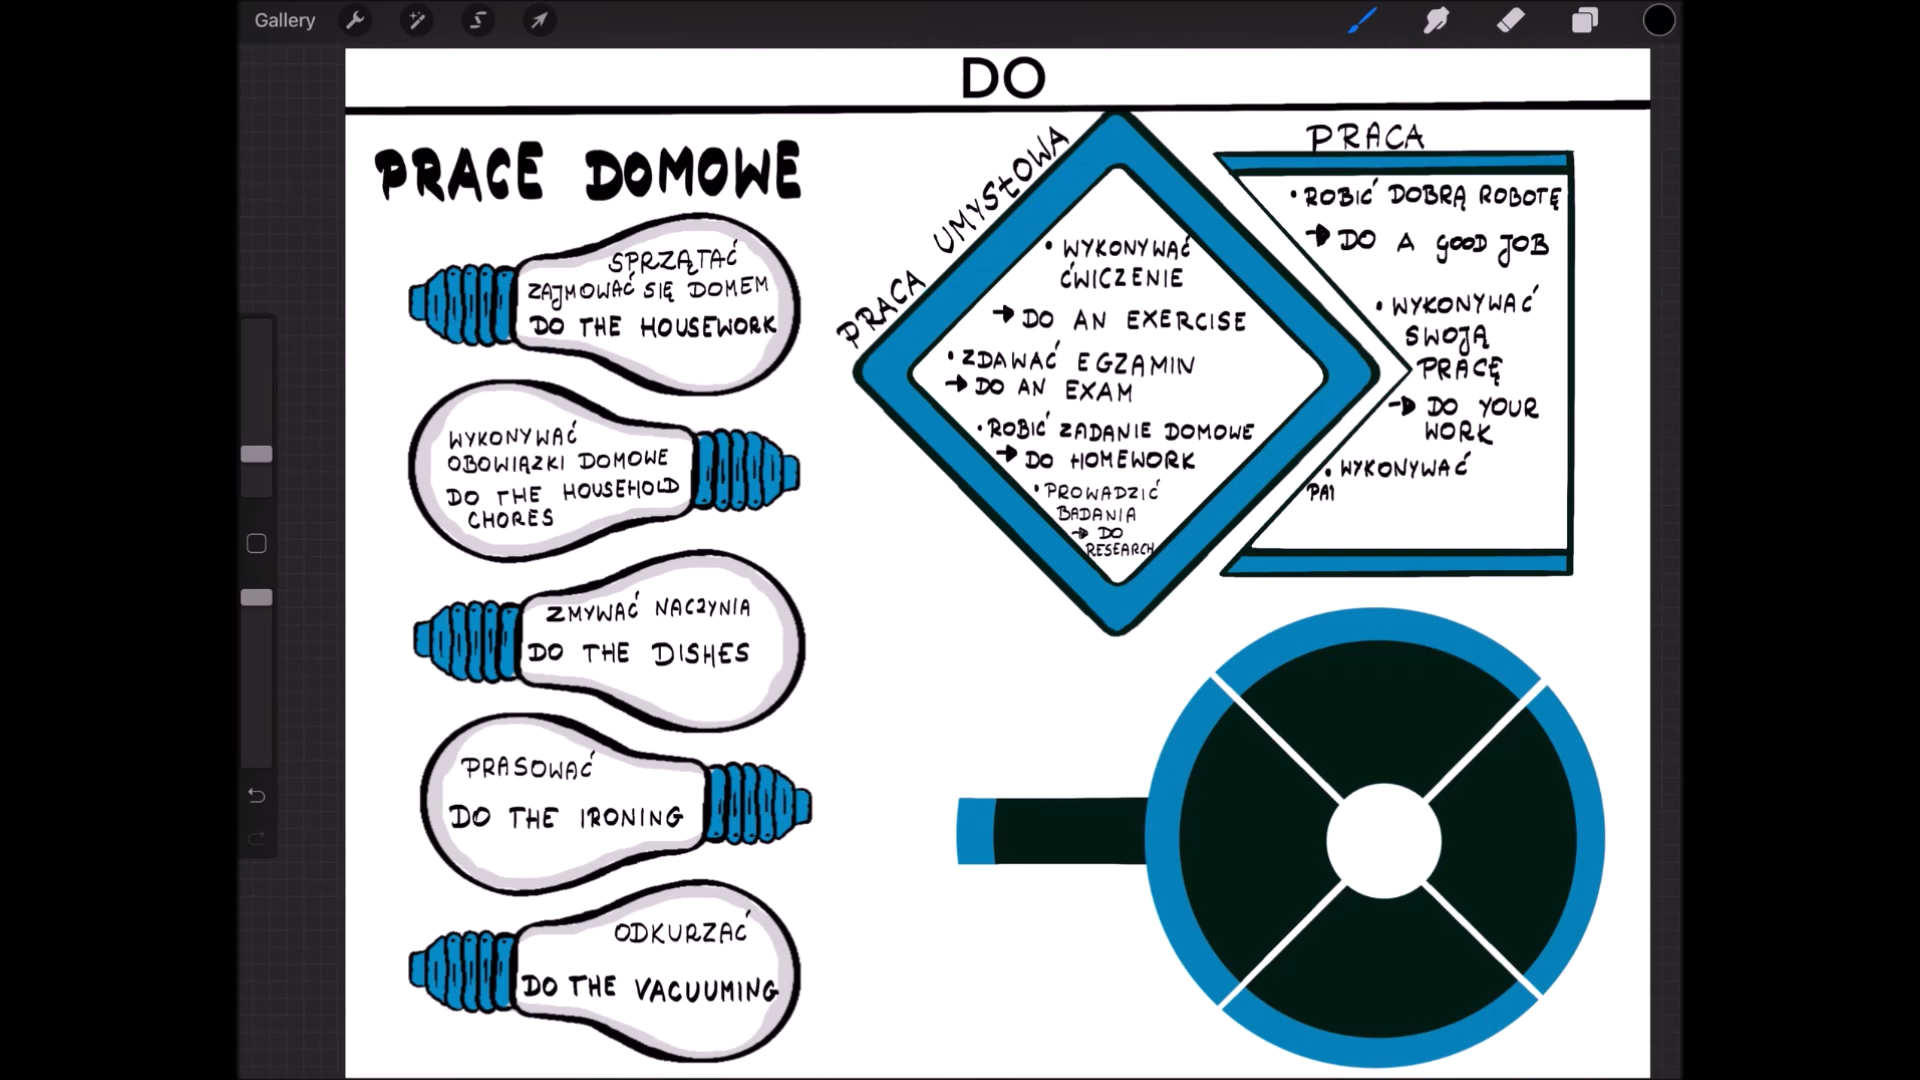 Gallery
DO
PRACE DOMOWE
SPRZĄTAĆ
ZAJMOWAĆ SIĘ DOMEM
DO THE HOUSEWORK
WYKONYWAĆ
OBOWIĄZKI DOMOWE
DO THE HOUSEHOLD
CHORES
ZMYWAĆ NACZYNIA
DO THE DISHES
PRASOWAĆ
DO THE IRONING
ODKURZAĆ
DO THE VACUUMING
PRACA UMYSŁOWA
• WYKONYWAĆ
ĆWICZENIE
→ DO AN EXERCISE
• ZDAWAĆ EGZAMIN
→ DO AN EXAM
• ROBIĆ ZADANIE DOMOWE
→ DO HOMEWORK
• PROWADZIĆ
BADANIA
→ DO
RESEARCH
PRACA
• ROBIĆ DOBRĄ ROBOTĘ
→ DO A GOOD JOB
• WYKONYWAĆ
SWOJĄ
PRACĘ
→ DO YOUR
WORK
• WYKONYWAĆ